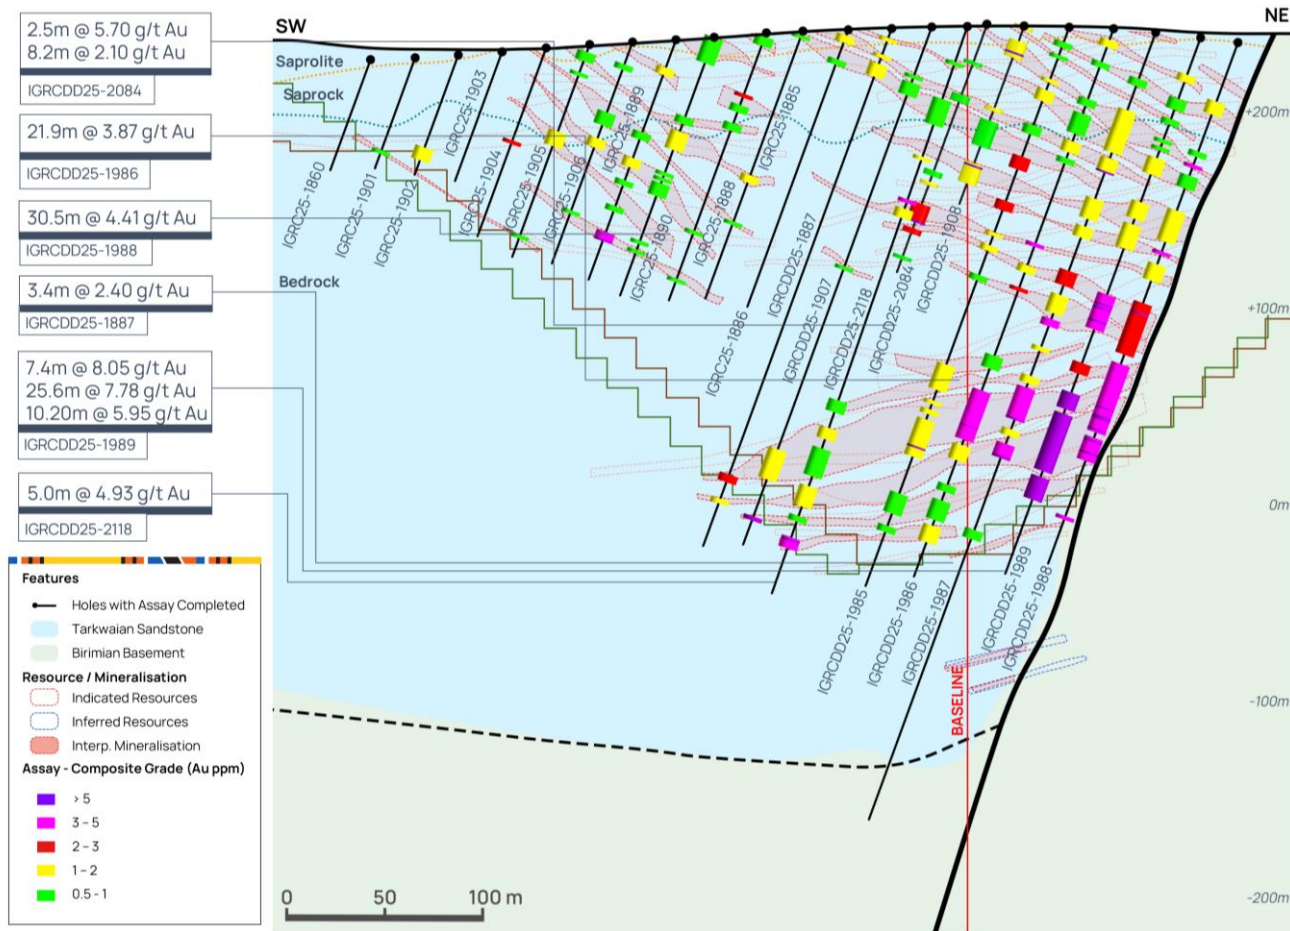 2.5m @ 5.70 g/t Au
8.2m @ 2.10 g/t Au
IGRCDD25-2084
21.9m @ 3.87 g/t Au
IGRCDD25-1986
30.5m @ 4.41 g/t Au
IGRCDD25-1988
3.4m @ 2.40 g/t Au
IGRCDD25-1887
7.4m @ 8.05 g/t Au
25.6m @ 7.78 g/t Au
10.20m @ 5.95 g/t Au
IGRCDD25-1989
5.0m @ 4.93 g/t Au
IGRCDD25-2118
Features
Holes with Assay Completed
Tarkwaian Sandstone
Birimian Basement
Resource / Mineralisation
Indicated Resources
Inferred Resources
Interp. Mineralisation
Assay - Composite Grade (Au ppm)
> 5
3 – 5
2 – 3
1 – 2
0.5 - 1
SW
NE
Saprolite
Saprock
Bedrock
IGRC25-1860
IGRC25-1901
IGRC25-1902
IGRC25-1903
IGRC25-1904
IGRC25-1905
IGRC25-1906
IGRC25-1889
IGRC25-1890
IGRC25-1888
IGRC25-1885
IGRC25-1886
IGRCDD25-1887
IGRCDD25-1907
IGRCDD25-2118
IGRCDD25-2084
IGRCDD25-1908
IGRCDD25-1985
IGRCDD25-1986
IGRCDD25-1987
IGRCDD25-1989
IGRCDD25-1988
BASELINE
+200m
+100m
0m
-100m
-200m
0 50 100 m